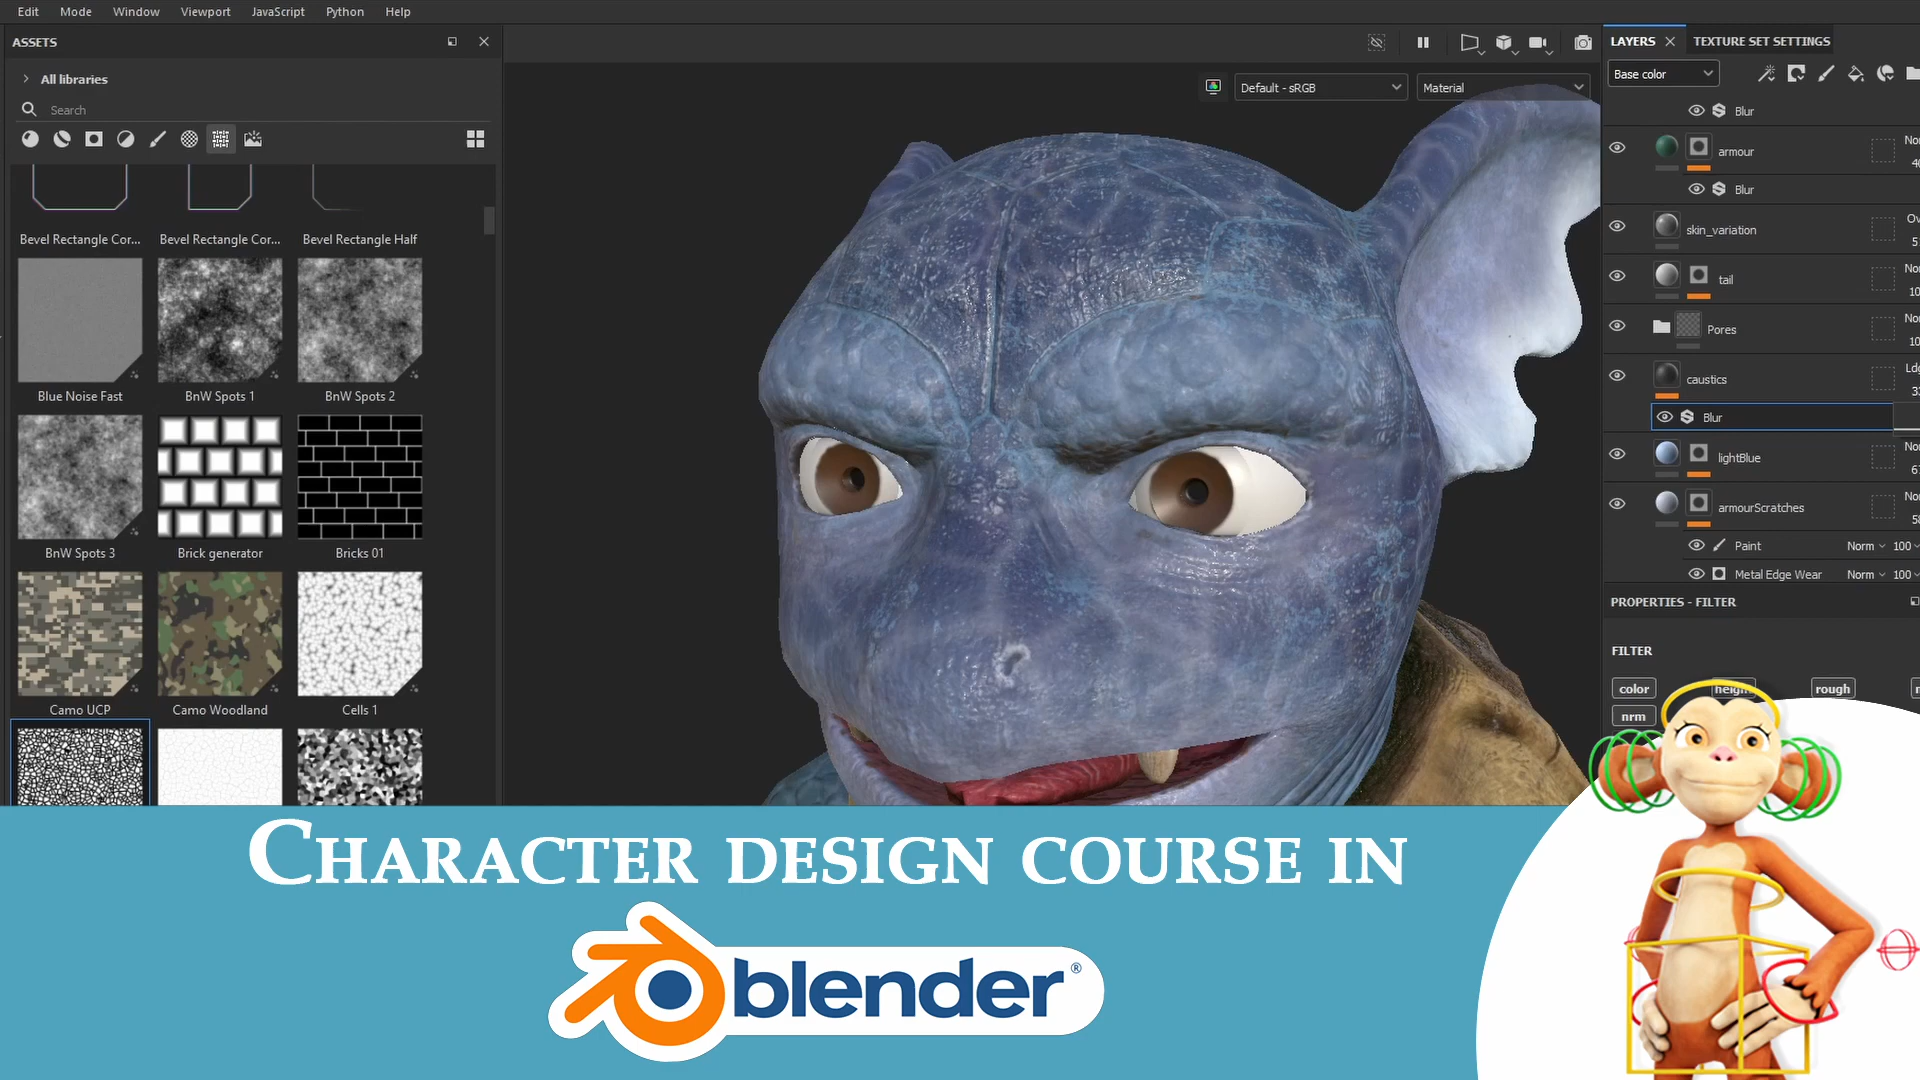 Edit Mode Window Viewport JavaScript Python Help
ASSETS
All libraries
Search
Bevel Rectangle Cor... Bevel Rectangle Cor... Bevel Rectangle Half
Blue Noise Fast BnW Spots 1 BnW Spots 2
BnW Spots 3 Brick generator Bricks 01
Camo UCP Camo Woodland Cells 1
Default - sRGB Material
LAYERS TEXTURE SET SETTINGS
Base color
Blur
armour
Blur
skin_variation
tail
Pores
caustics
Blur
lightBlue
armourScratches
Paint Norm 100
Metal Edge Wear Norm 100
PROPERTIES - FILTER
FILTER
color height rough
nrm
CHARACTER DESIGN COURSE IN
blender®